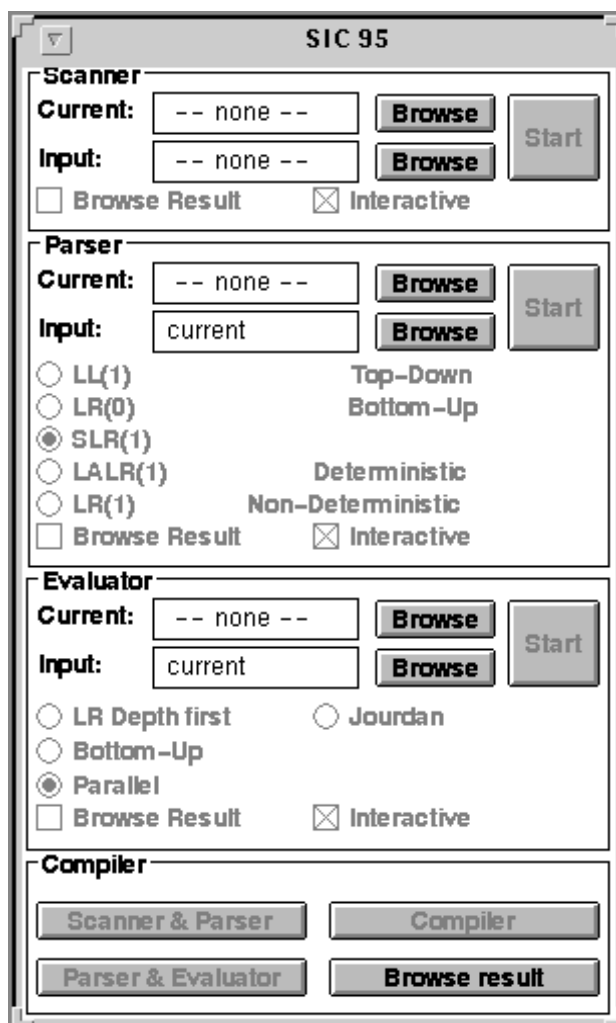 SIC 95
Scanner
Current: -- none -- Browse Start
Input: -- none -- Browse
Browse Result Interactive
Parser
Current: -- none -- Browse Start
Input: current Browse
LL(1) Top-Down
LR(0) Bottom-Up
SLR(1)
LALR(1) Deterministic
LR(1) Non-Deterministic
Browse Result Interactive
Evaluator
Current: -- none -- Browse Start
Input: current Browse
LR Depth first Jourdan
Bottom-Up
Parallel
Browse Result Interactive
Compiler
Scanner & Parser Compiler
Parser & Evaluator Browse result